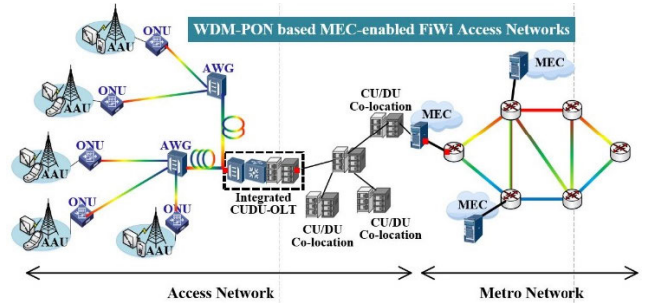 WDM-PON based MEC-enabled FiWi Access Networks
ONU
AAU
ONU
AAU
AWG
ONU
AAU
AWG
ONU
AAU
ONU
AAU
Integrated
CUDU-OLT
CU/DU
Co-location
CU/DU
Co-location
CU/DU
Co-location
MEC
MEC
MEC
Access Network
Metro Network